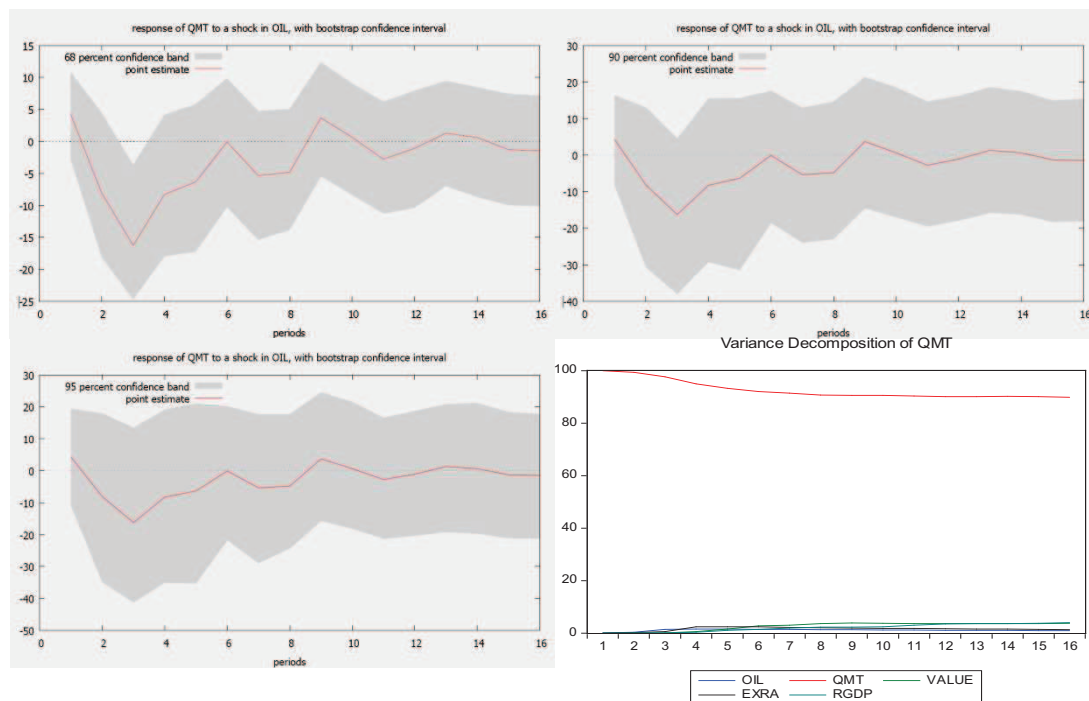 response of QMT to a shock in OIL, with bootstrap confidence interval
68 percent confidence band
point estimate
15
10
5
0
-5
-10
-15
-20
-25
0 2 4 6 8 10 12 14 16
periods
response of QMT to a shock in OIL, with bootstrap confidence interval
90 percent confidence band
point estimate
30
20
10
0
-10
-20
-30
-40
0 2 4 6 8 10 12 14 16
periods
response of QMT to a shock in OIL, with bootstrap confidence interval
95 percent confidence band
point estimate
30
20
10
0
-10
-20
-30
-40
-50
0 2 4 6 8 10 12 14 16
periods
Variance Decomposition of QMT
100
80
60
40
20
0
1 2 3 4 5 6 7 8 9 10 11 12 13 14 15 16
OIL QMT VALUE
EXRA RGDP